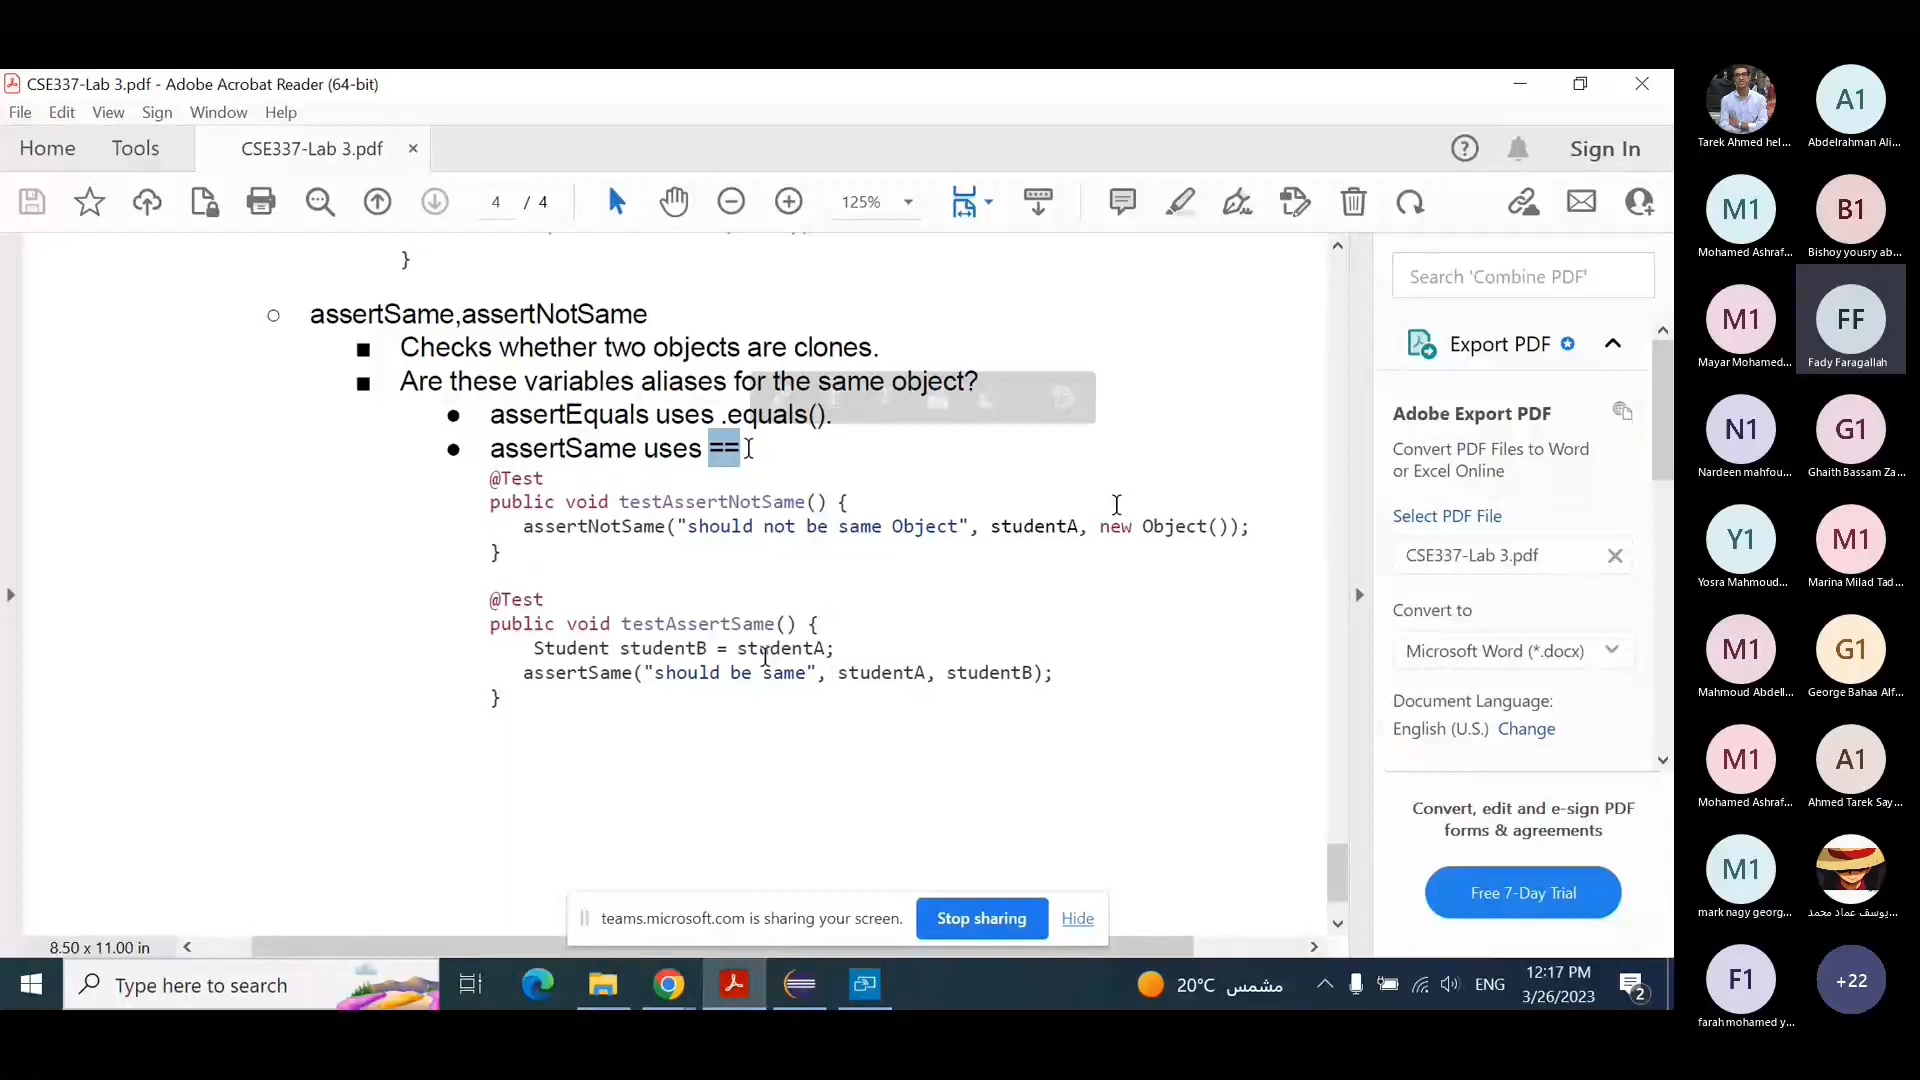 CSE337-Lab 3.pdf - Adobe Acrobat Reader (64-bit)
File Edit View Sign Window Help
Home Tools CSE337-Lab 3.pdf × Sign In
4 / 4 125%
}
assertSame,assertNotSame
Checks whether two objects are clones.
Are these variables aliases for the same object?
assertEquals uses .equals().
assertSame uses ==
@Test
public void testAssertNotSame() {
assertNotSame("should not be same Object", studentA, new Object());
}
@Test
public void testAssertSame() {
Student studentB = studentA;
assertSame("should be same", studentA, studentB);
}
8.50 x 11.00 in
Search 'Combine PDF'
Export PDF
Adobe Export PDF
Convert PDF Files to Word
or Excel Online
Select PDF File
CSE337-Lab 3.pdf
Convert to
Microsoft Word (*.docx)
Document Language:
English (U.S.) Change
Convert, edit and e-sign PDF
forms & agreements
Free 7-Day Trial
teams.microsoft.com is sharing your screen. Stop sharing Hide
Type here to search
20°C مشمس
ENG
12:17 PM
3/26/2023
2
Tarek Ahmed hel...
A1
Abdelrahman Ali...
M1
Mohamed Ashraf...
B1
Bishoy yousry ab...
M1
Mayar Mohamed...
FF
Fady Faragallah
N1
Nardeen mahfou...
G1
Ghaith Bassam Za...
Y1
Yosra Mahmoud...
M1
Marina Milad Tad...
M1
Mahmoud Abdell...
G1
George Bahaa Alf...
M1
Mohamed Ashraf...
A1
Ahmed Tarek Say...
M1
mark nagy georg...
يوسف عماد محمد...
F1
farah mohamed y...
+22